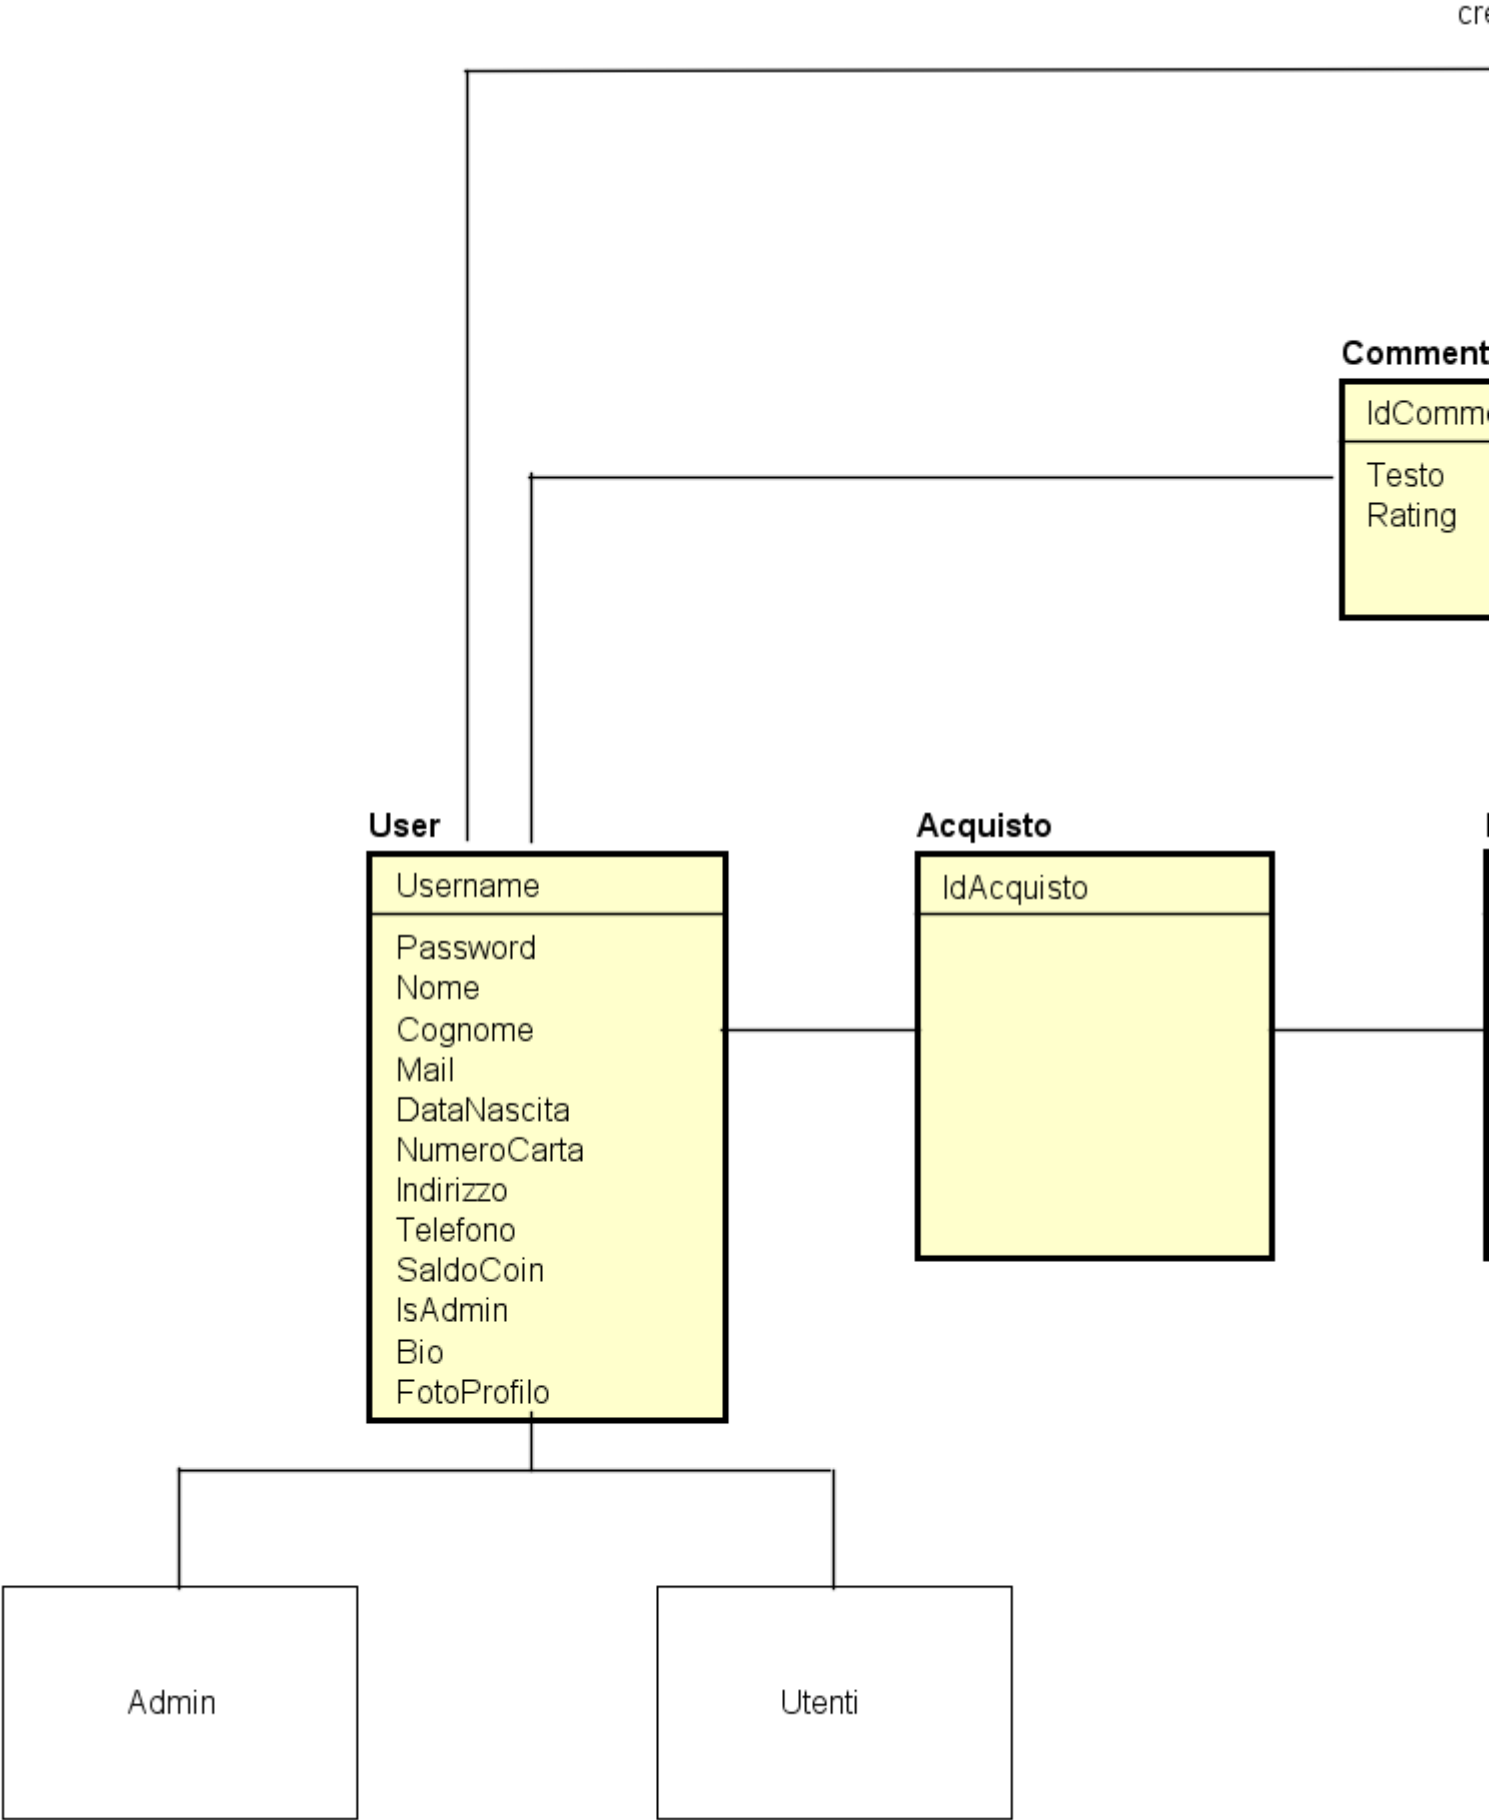 Comment
Testo
Rating
User
Username
Password
Nome
Cognome
Mail
DataNascita
NumeroCarta
Indirizzo
Telefono
SaldoCoin
IsAdmin
Bio
FotoProfilo
Acquisto
IdAcquisto
Admin
Utenti